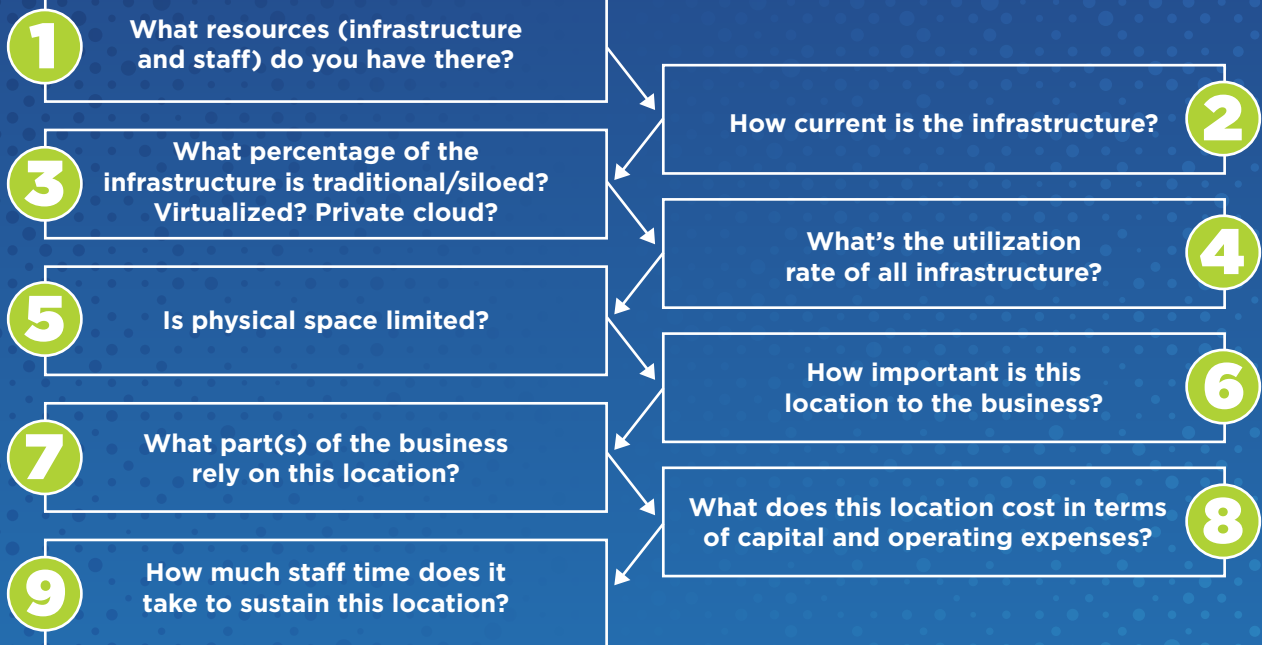 1
What resources (infrastructure
and staff) do you have there?
2
How current is the infrastructure?
3
What percentage of the
infrastructure is traditional/siloed?
Virtualized? Private cloud?
4
What’s the utilization
rate of all infrastructure?
5
Is physical space limited?
6
How important is this
location to the business?
7
What part(s) of the business
rely on this location?
8
What does this location cost in terms
of capital and operating expenses?
9
How much staff time does it
take to sustain this location?